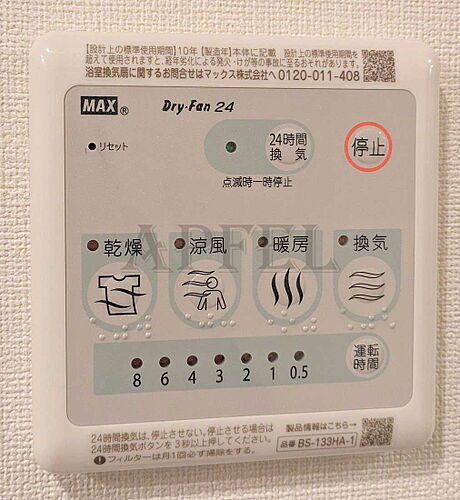 【設計上の標準使用期間】10年【製造年】本体に記載 設計上の標準使用期間を
超えて使用されますと、経年劣化による発火・けが等の事故に至るおそれがあります。
浴室換気扇に関するお問合せはマックス株式会社へ 0120-011-408
MAX® Dry-Fan 24
リセット
24時間
換気
停止
点滅時一時停止
乾燥 涼風 暖房 換気
APFEL
8 6 4 3 2 1 0.5
運転
時間
24時間換気は、停止させない。停止させる場合は
24時間換気ボタンを3秒以上押してください。
フィルターは月1回必ず掃除をする。
製品情報はこちら→
品番 BS-133HA-1